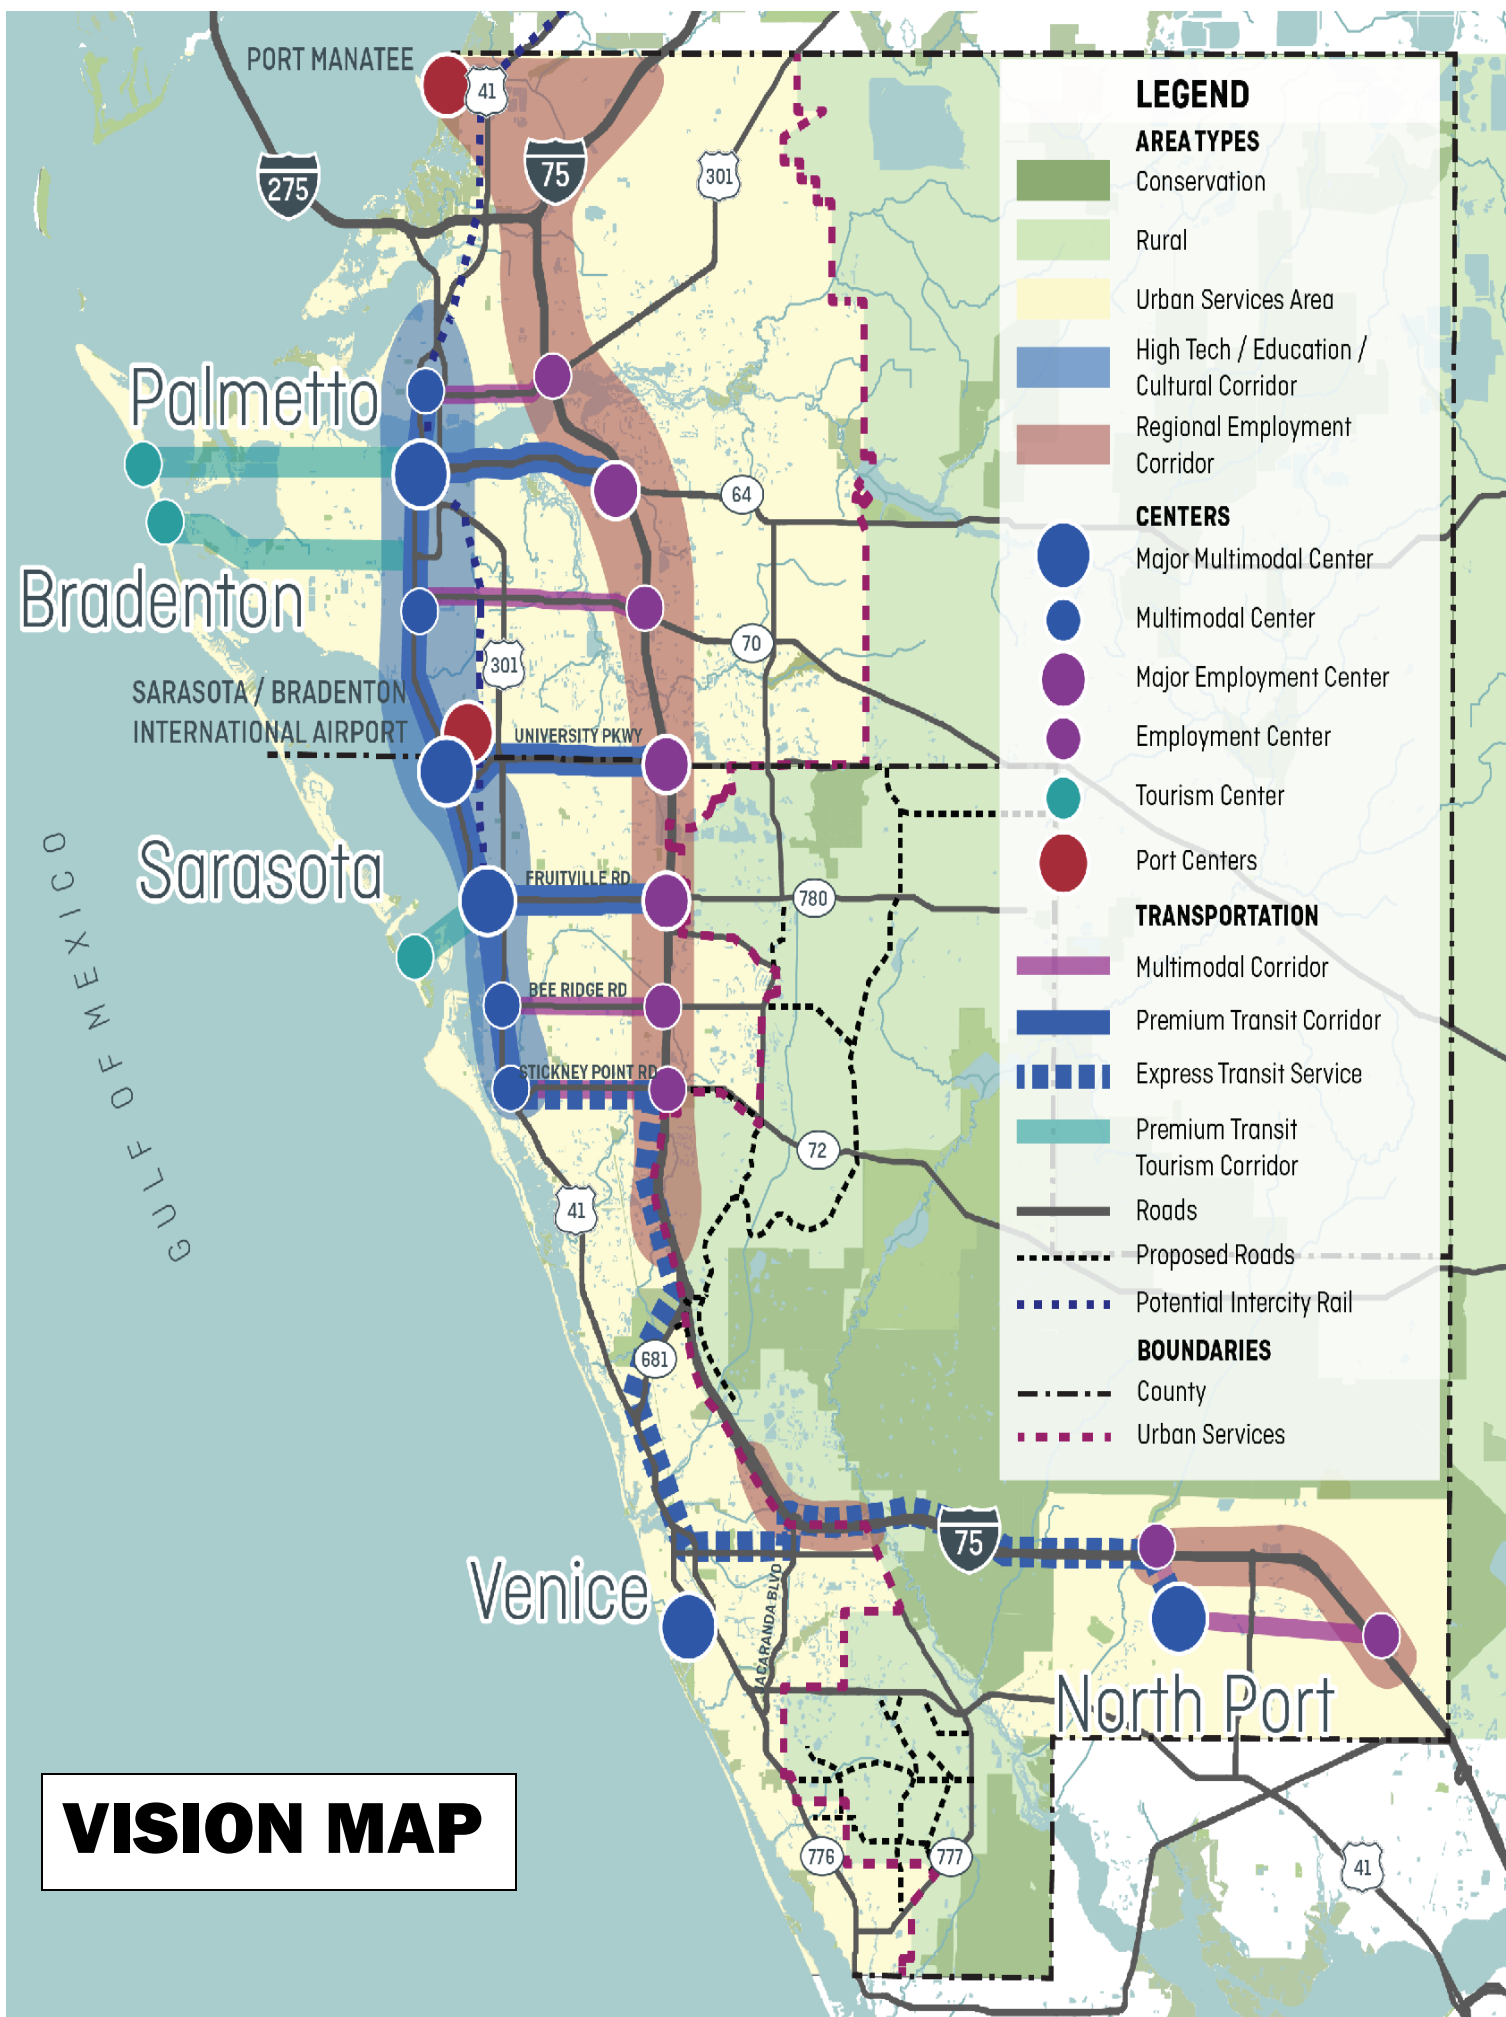 PORT MANATEE
41
275
75
301
Palmetto
64
Bradenton
301
70
SARASOTA / BRADENTON
INTERNATIONAL AIRPORT
UNIVERSITY PKWY
Sarasota
FRUITVILLE RD
780
BEE RIDGE RD
STICKNEY POINT RD
GULF OF MEXICO
72
41
681
75
Venice
JACARANDA BLVD
North Port
776
777
41
VISION MAP
LEGEND
AREA TYPES
Conservation
Rural
Urban Services Area
High Tech / Education /
Cultural Corridor
Regional Employment
Corridor
CENTERS
Major Multimodal Center
Multimodal Center
Major Employment Center
Employment Center
Tourism Center
Port Centers
TRANSPORTATION
Multimodal Corridor
Premium Transit Corridor
Express Transit Service
Premium Transit
Tourism Corridor
Roads
Proposed Roads
Potential Intercity Rail
BOUNDARIES
County
Urban Services